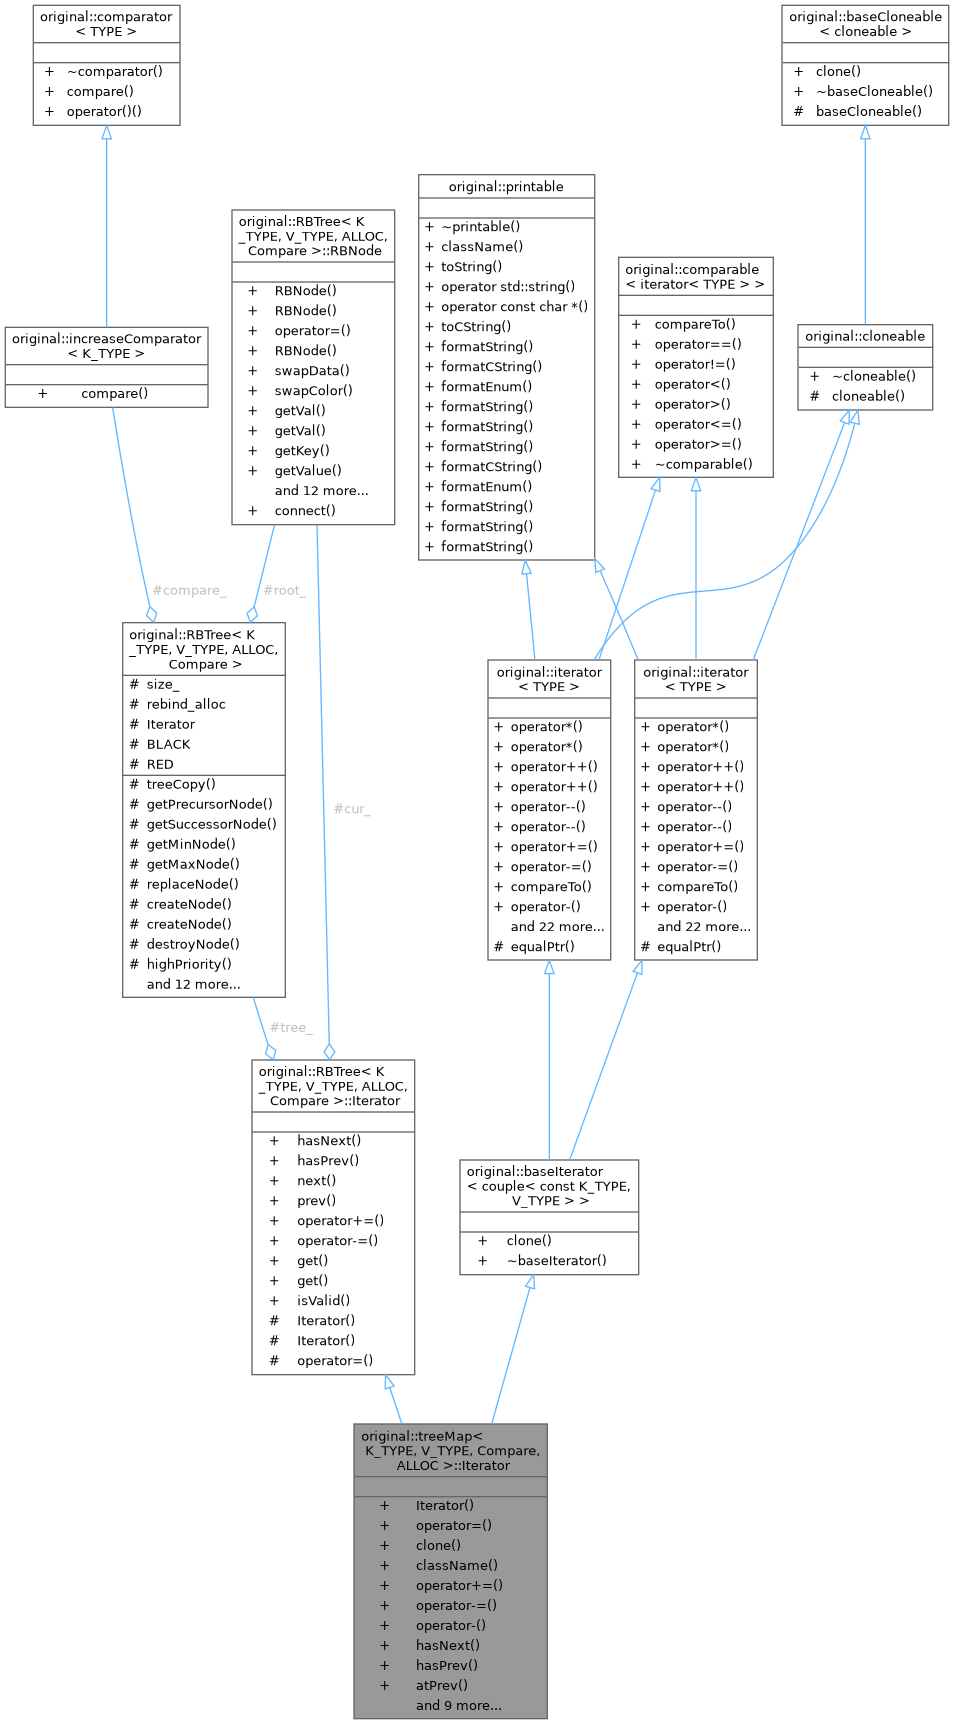 original::comparator
< TYPE >
+ ~comparator()
+ compare()
+ operator()()
original::baseCloneable
< cloneable >
+ clone()
+ ~baseCloneable()
# baseCloneable()
original::printable
+ ~printable()
+ className()
+ toString()
+ operator std::string()
+ operator const char *()
+ toCString()
+ formatString()
+ formatCString()
+ formatEnum()
+ formatString()
+ formatString()
+ formatString()
+ formatCString()
+ formatEnum()
+ formatString()
+ formatString()
+ formatString()
original::RBTree< K
_TYPE, V_TYPE, ALLOC,
Compare >::RBNode
+ RBNode()
+ RBNode()
+ operator=()
+ RBNode()
+ swapData()
+ swapColor()
+ getVal()
+ getVal()
+ getKey()
+ getValue()
and 12 more...
+ connect()
original::comparable
< iterator< TYPE > >
+ compareTo()
+ operator==()
+ operator!=()
+ operator<()
+ operator>()
+ operator<=()
+ operator>=()
+ ~comparable()
original::increaseComparator
< K_TYPE >
+ compare()
original::cloneable
+ ~cloneable()
# cloneable()
#compare_
#root_
original::RBTree< K
_TYPE, V_TYPE, ALLOC,
Compare >
# size_
# rebind_alloc
# Iterator
# BLACK
# RED
# treeCopy()
# getPrecursorNode()
# getSuccessorNode()
# getMinNode()
# getMaxNode()
# replaceNode()
# createNode()
# createNode()
# destroyNode()
# highPriority()
and 12 more...
#cur_
original::iterator
< TYPE >
+ operator*()
+ operator*()
+ operator++()
+ operator++()
+ operator--()
+ operator--()
+ operator+=()
+ operator-=()
+ compareTo()
+ operator-()
and 22 more...
# equalPtr()
original::iterator
< TYPE >
+ operator*()
+ operator*()
+ operator++()
+ operator++()
+ operator--()
+ operator--()
+ operator+=()
+ operator-=()
+ compareTo()
+ operator-()
and 22 more...
# equalPtr()
#tree_
original::RBTree< K
_TYPE, V_TYPE, ALLOC,
Compare >::Iterator
+ hasNext()
+ hasPrev()
+ next()
+ prev()
+ operator+=()
+ operator-=()
+ get()
+ get()
+ isValid()
# Iterator()
# Iterator()
# operator=()
original::baseIterator
< couple< const K_TYPE,
V_TYPE > >
+ clone()
+ ~baseIterator()
original::treeMap<
K_TYPE, V_TYPE, Compare,
ALLOC >::Iterator
+ Iterator()
+ operator=()
+ clone()
+ className()
+ operator+=()
+ operator-=()
+ operator-()
+ hasNext()
+ hasPrev()
+ atPrev()
and 9 more...